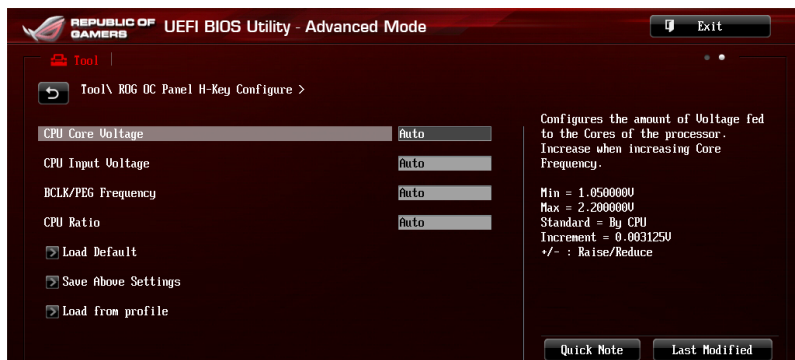 REPUBLIC OF
GAMERS
UEFI BIOS Utility - Advanced Mode
Exit
Tool
Tool\ ROG OC Panel H-Key Configure >
CPU Core Voltage Auto
CPU Input Voltage Auto
BCLK/PEG Frequency Auto
CPU Ratio Auto
Load Default
Save Above Settings
Load from profile
Configures the amount of Voltage fed
to the Cores of the processor.
Increase when increasing Core
Frequency.
Min = 1.050000V
Max = 2.200000V
Standard = By CPU
Increment = 0.003125V
+/- : Raise/Reduce
Quick Note
Last Modified